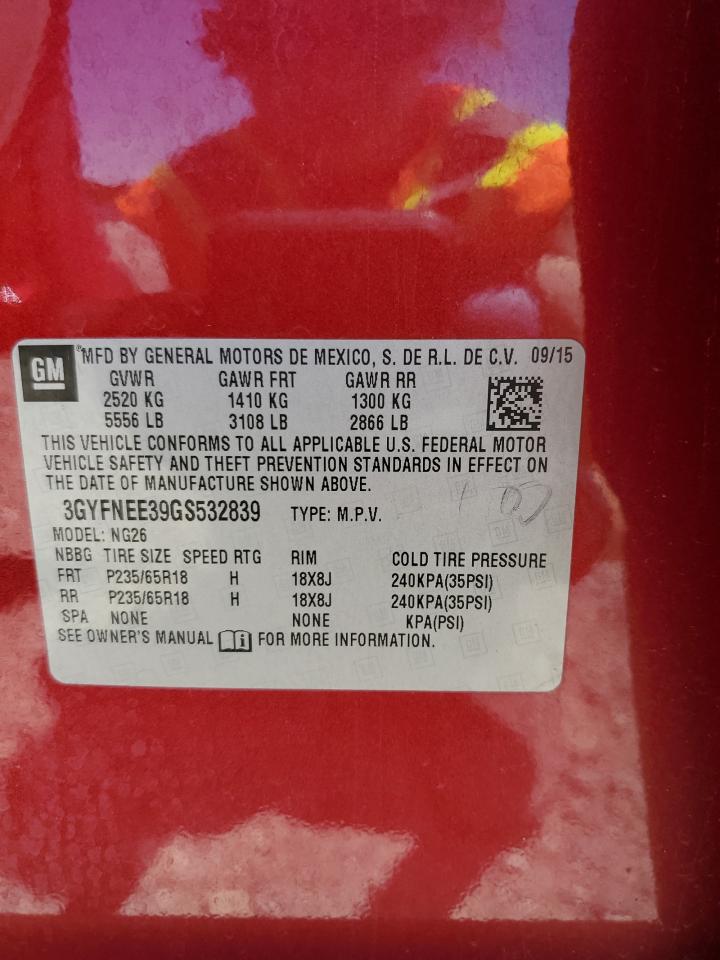 GM ®MFD BY GENERAL MOTORS DE MEXICO, S. DE R.L. DE C.V. 09/15
GVWR GAWR FRT GAWR RR
2520 KG 1410 KG 1300 KG
5556 LB 3108 LB 2866 LB
THIS VEHICLE CONFORMS TO ALL APPLICABLE U.S. FEDERAL MOTOR
VEHICLE SAFETY AND THEFT PREVENTION STANDARDS IN EFFECT ON
THE DATE OF MANUFACTURE SHOWN ABOVE.
3GYFNEE39GS532839 TYPE: M.P.V.
MODEL: NG26
NBBG TIRE SIZE SPEED RTG RIM COLD TIRE PRESSURE
FRT P235/65R18 H 18X8J 240KPA(35PSI)
RR P235/65R18 H 18X8J 240KPA(35PSI)
SPA NONE NONE KPA(PSI)
SEE OWNER'S MANUAL i FOR MORE INFORMATION.